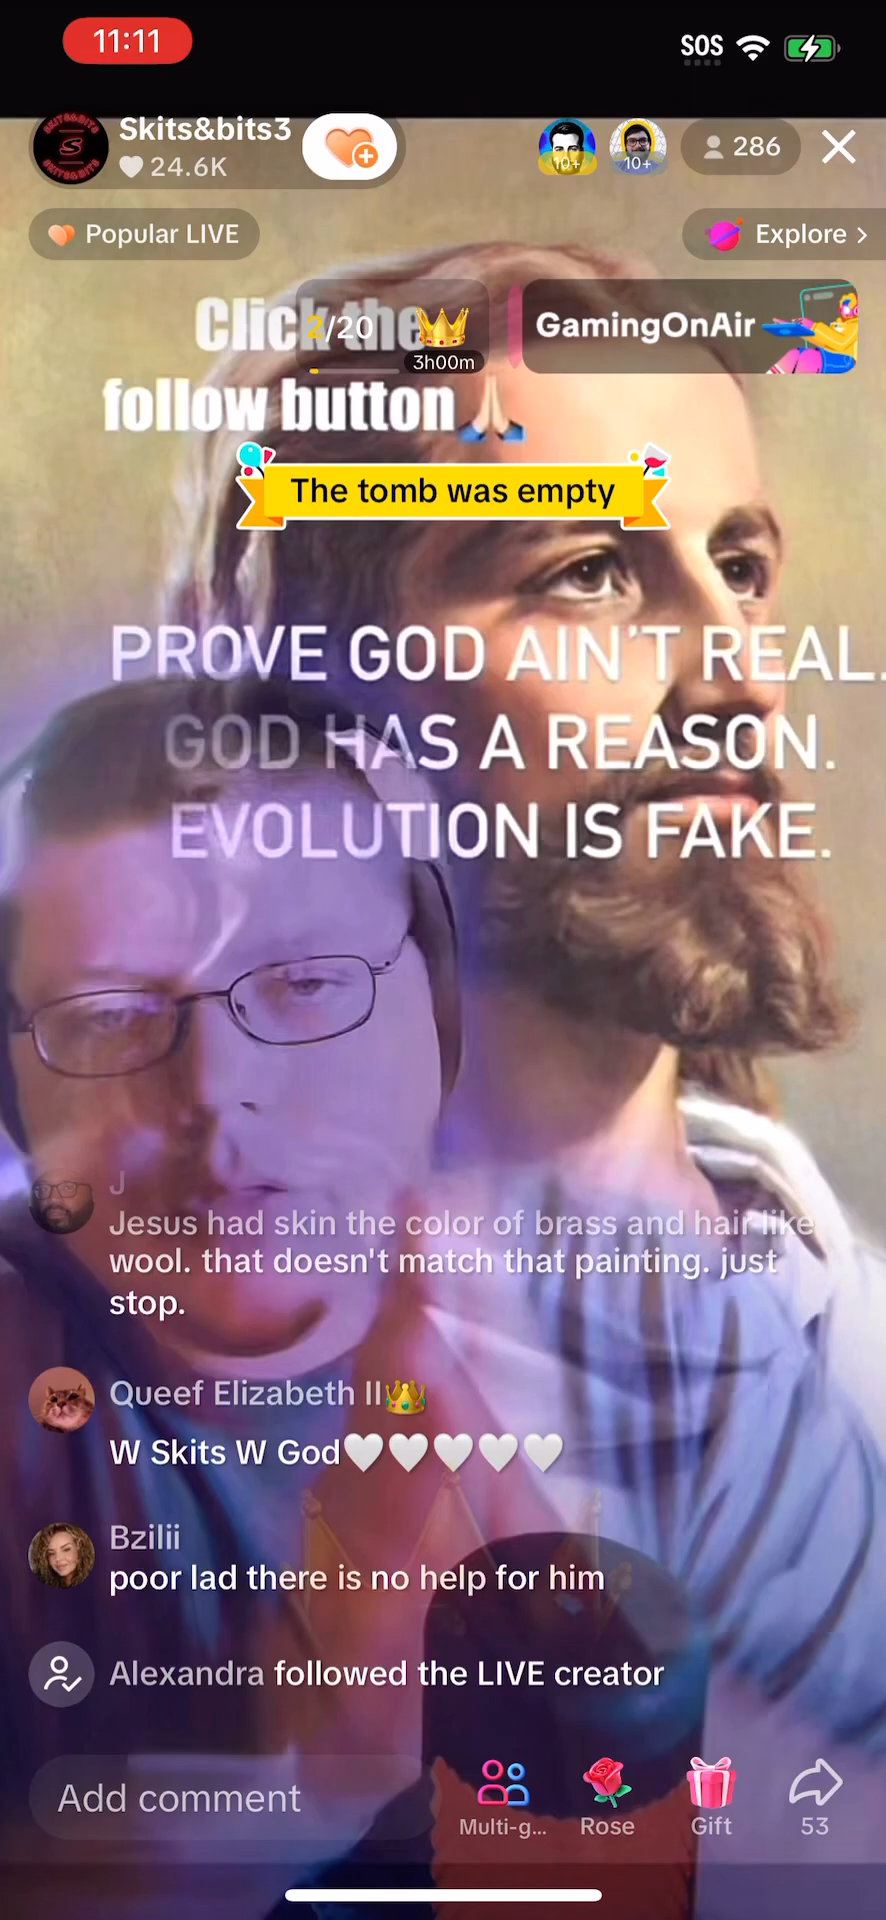 11:11
SOS
Skits&bits3
24.6K
10+
10+
286
Popular LIVE
Explore >
Click the
2/20
3h00m
GamingOnAir
follow button
The tomb was empty
PROVE GOD AIN'T REAL.
GOD HAS A REASON.
EVOLUTION IS FAKE.
J
Jesus had skin the color of brass and hair like
wool. that doesn't match that painting. just
stop.
Queef Elizabeth II
W Skits W God
Bzilii
poor lad there is no help for him
Alexandra followed the LIVE creator
Add comment
Multi-g...
Rose
Gift
53